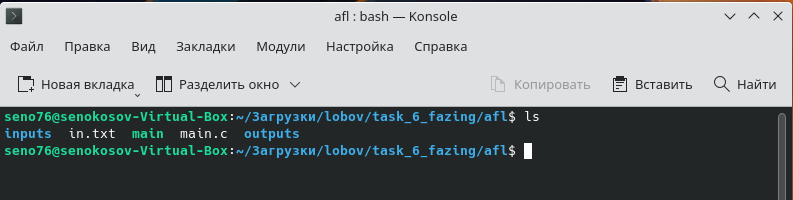 afl : bash — Konsole
Файл Правка Вид Закладки Модули Настройка Справка
Новая вкладка Разделить окно Копировать Вставить Найти
seno76@senokosov-Virtual-Box:~/Загрузки/lobov/task_6_fazing/afl$ ls
inputs in.txt main main.c outputs
seno76@senokosov-Virtual-Box:~/Загрузки/lobov/task_6_fazing/afl$